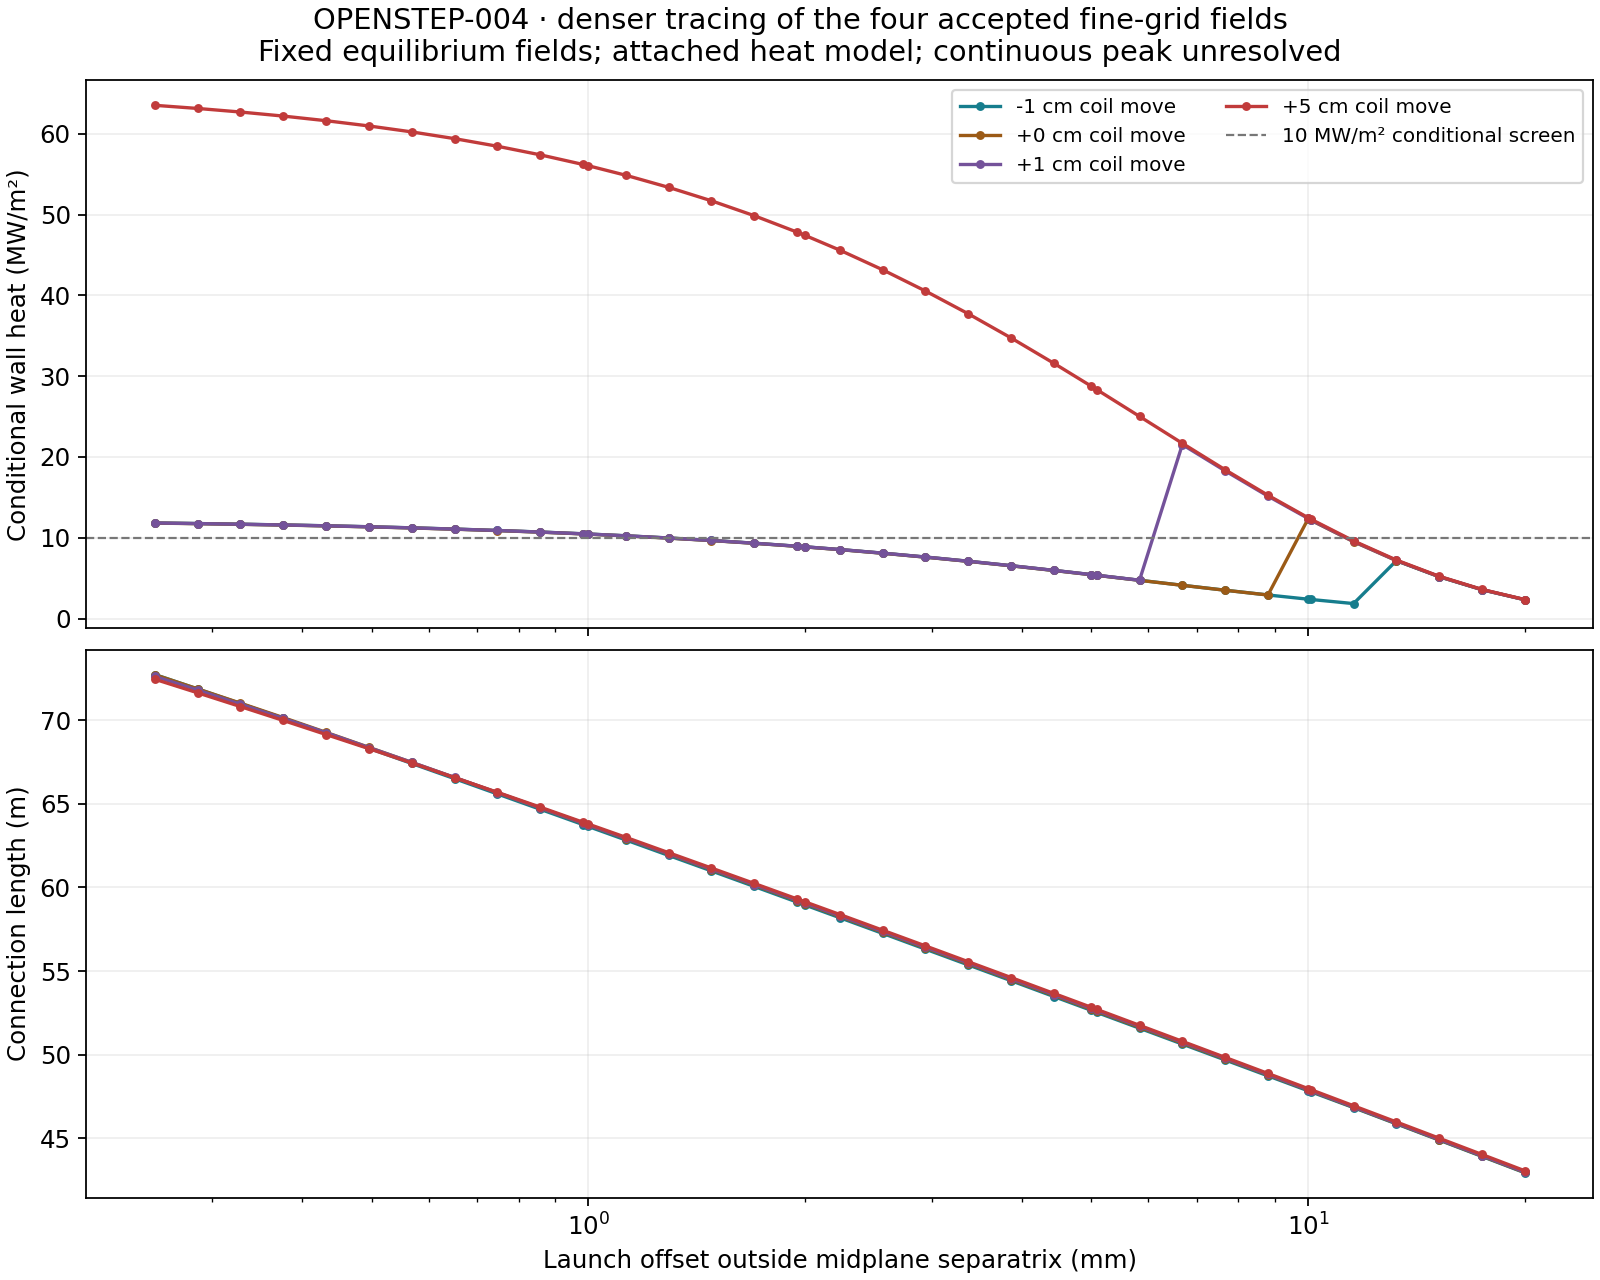 OPENSTEP-004 · denser tracing of the four accepted fine-grid fields
Fixed equilibrium fields; attached heat model; continuous peak unresolved
Conditional wall heat (MW/m²)
60
50
40
30
20
10
0
-1 cm coil move
+0 cm coil move
+1 cm coil move
+5 cm coil move
10 MW/m² conditional screen
Connection length (m)
70
65
60
55
50
45
10⁰
10¹
Launch offset outside midplane separatrix (mm)